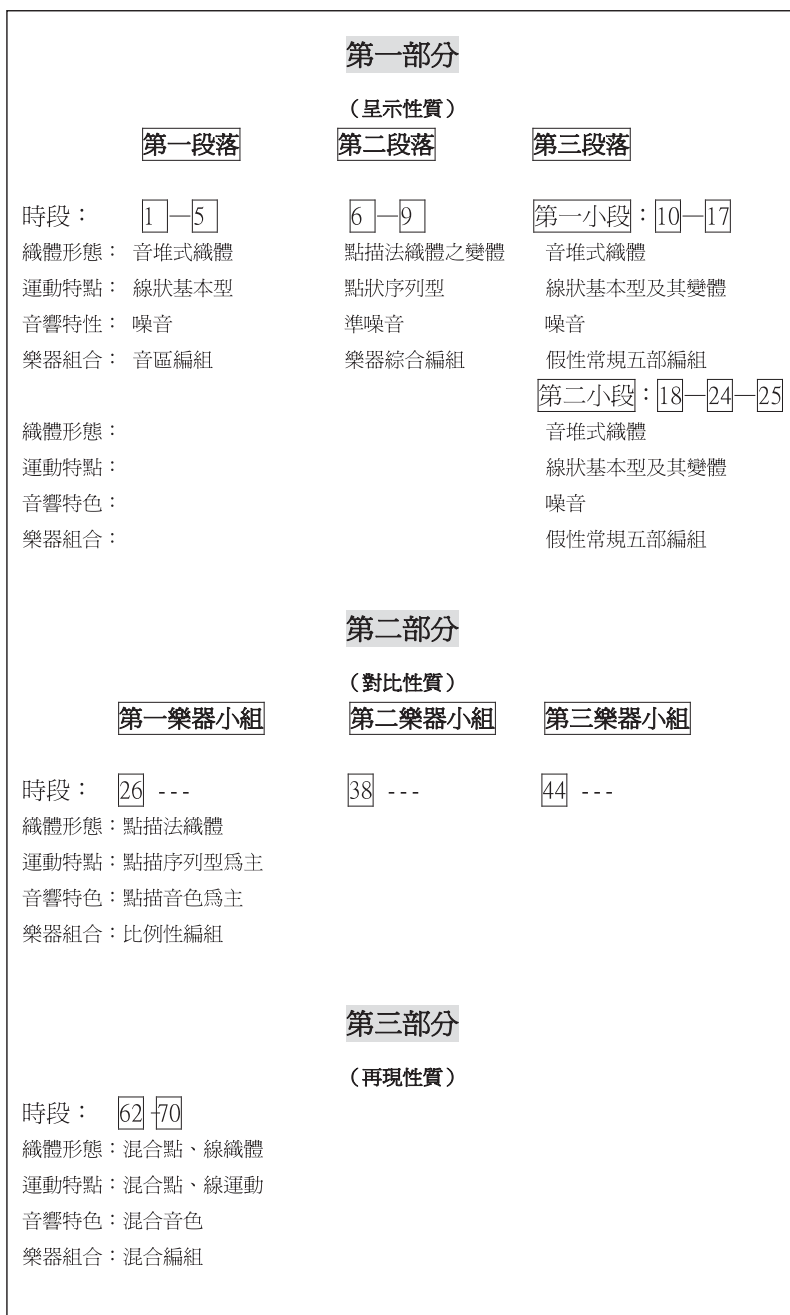 第一部分
（呈示性質）
第一段落 第二段落 第三段落
時段： 1 — 5 6 — 9 第一小段：10—17
織體形態： 音堆式織體 點描法織體之變體 音堆式織體
運動特點： 線狀基本型 點狀序列型 線狀基本型及其變體
音響特性： 噪音 準噪音 噪音
樂器組合： 音區編組 樂器綜合編組 假性常規五部編組
第二小段：18—24—25
織體形態： 音堆式織體
運動特點： 線狀基本型及其變體
音響特色： 噪音
樂器組合： 假性常規五部編組
第二部分
（對比性質）
第一樂器小組 第二樂器小組 第三樂器小組
時段： 26 --- 38 --- 44 ---
織體形態：點描法織體
運動特點：點描序列型爲主
音響特色：點描音色爲主
樂器組合：比例性編組
第三部分
（再現性質）
時段： 62 -70
織體形態：混合點、線織體
運動特點：混合點、線運動
音響特色：混合音色
樂器組合：混合編組